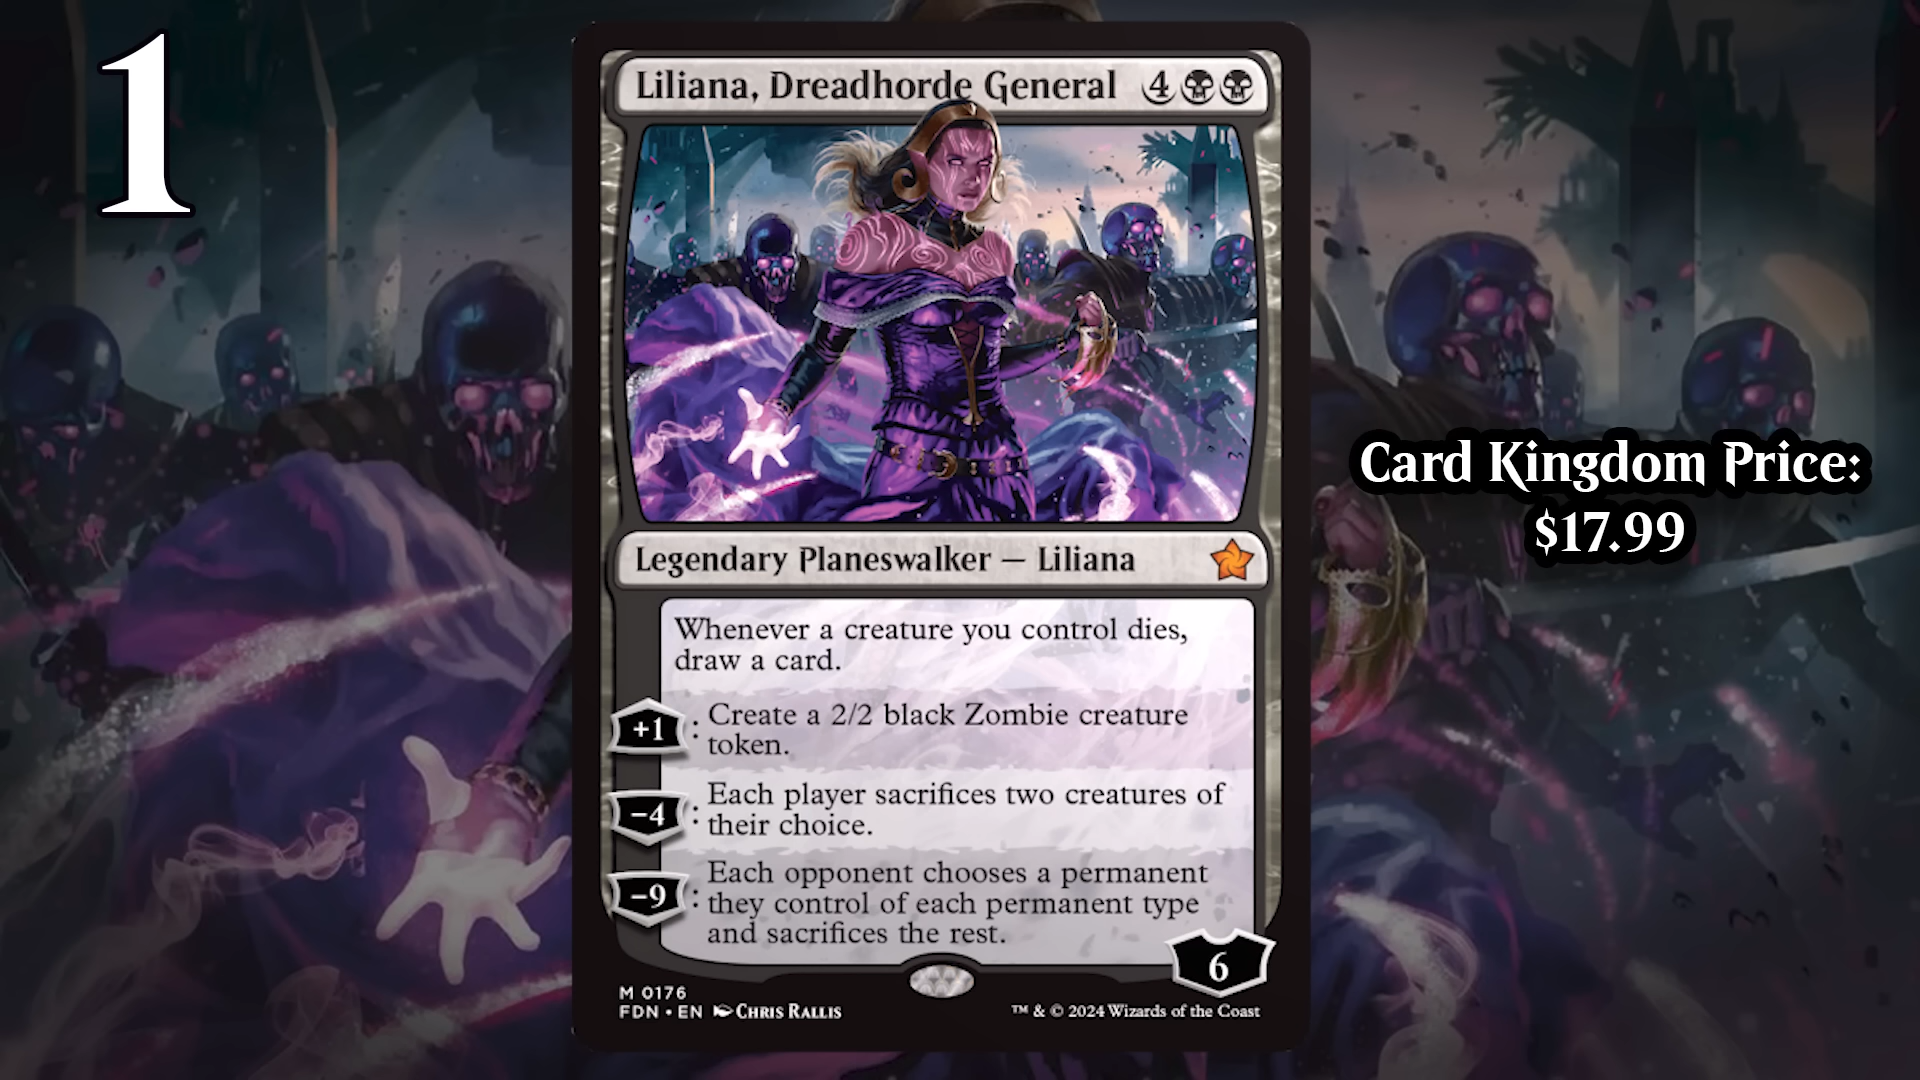 1
Liliana, Dreadhorde General 4
Legendary Planeswalker — Liliana
Whenever a creature you control dies,
draw a card.
+1: Create a 2/2 black Zombie creature
token.
−4: Each player sacrifices two creatures of
their choice.
−9: Each opponent chooses a permanent
they control of each permanent type
and sacrifices the rest.
6
M 0176
FDN • EN Chris Rallis
™ & © 2024 Wizards of the Coast
Card Kingdom Price:
$17.99